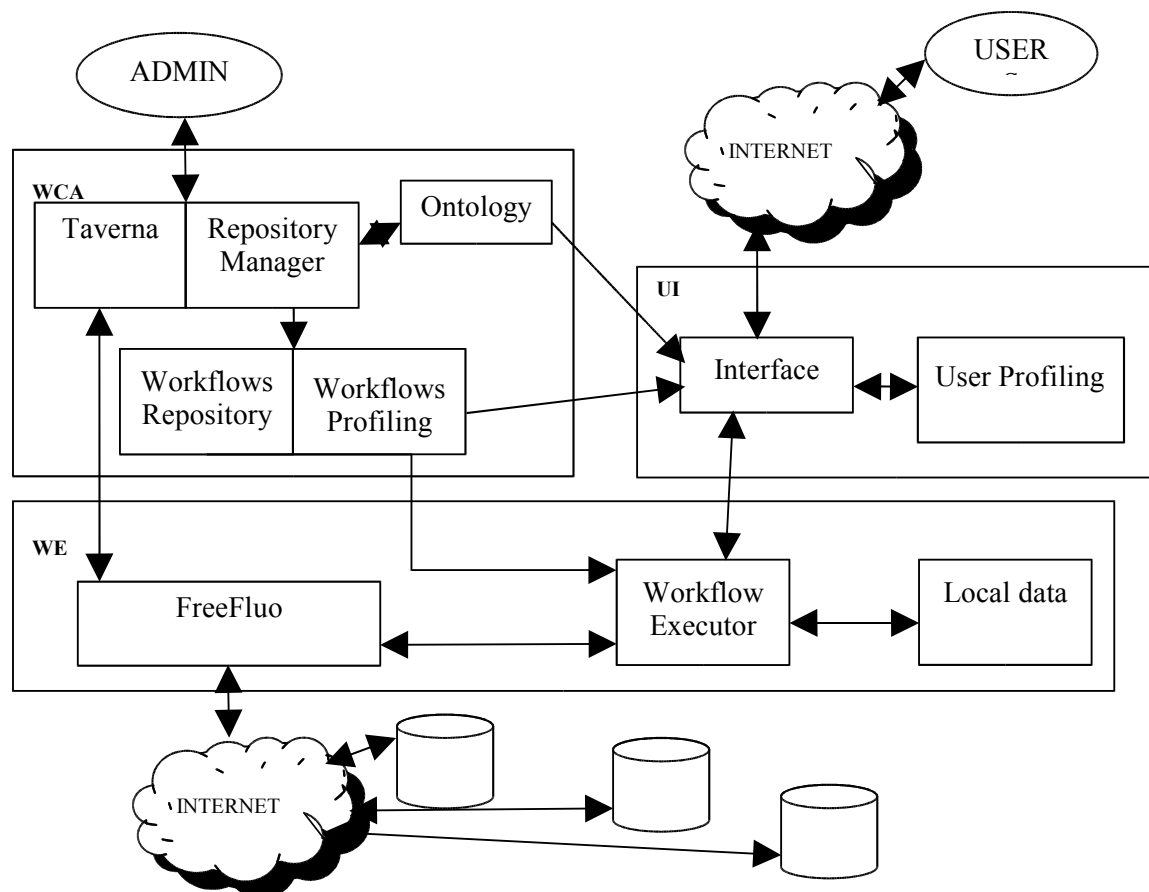 ADMIN
USER
~
INTERNET
WCA
Taverna
Repository
Manager
Ontology
UI
Workflows
Repository
Workflows
Profiling
Interface
User Profiling
WE
FreeFluo
Workflow
Executor
Local data
INTERNET